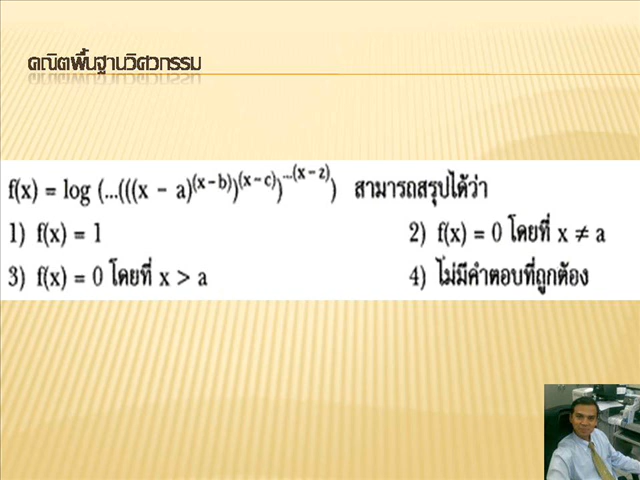 คณิตพื้นฐานวิศวกรรม
f(x) = log (...(((x - a)^(x-b))^(x-c))^...(x-z)) สามารถสรุปได้ว่า
1) f(x) = 1 2) f(x) = 0 โดยที่ x ≠ a
3) f(x) = 0 โดยที่ x > a 4) ไม่มีคำตอบที่ถูกต้อง